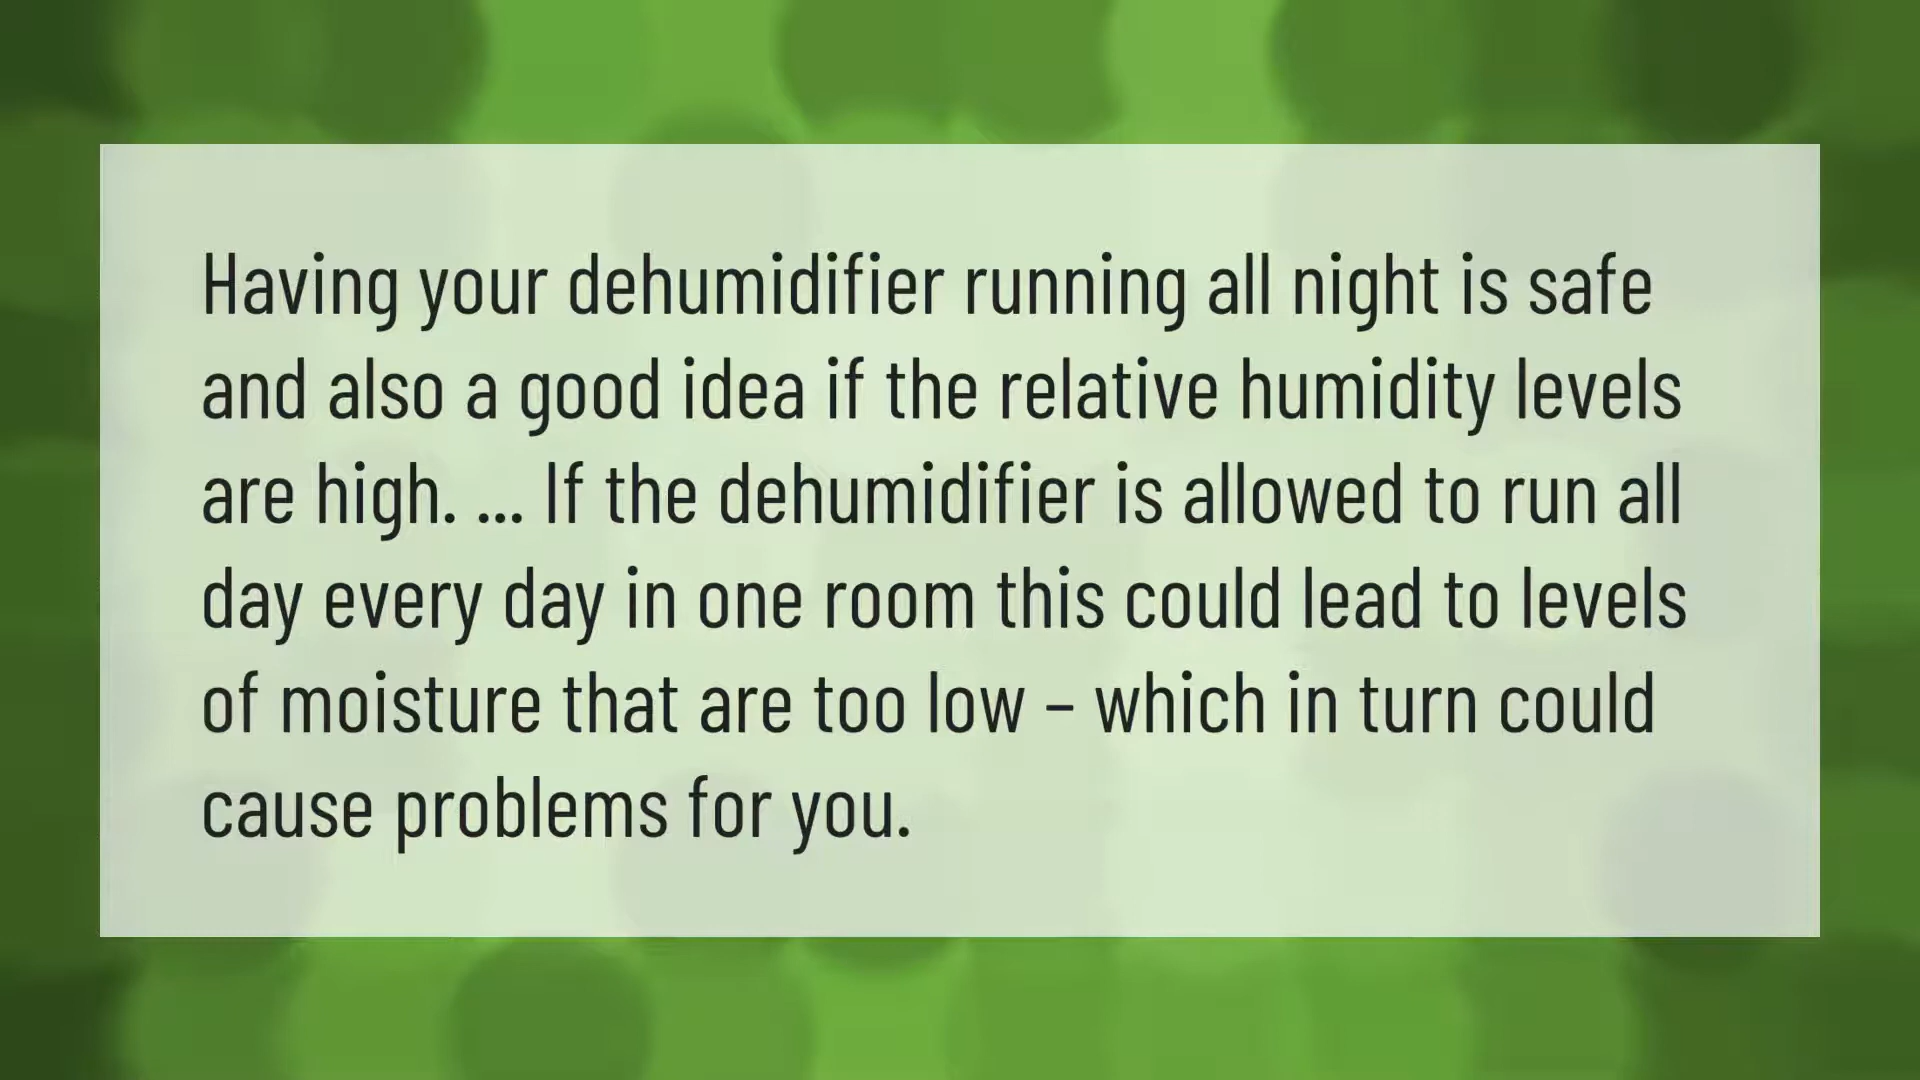 Having your dehumidifier running all night is safe
and also a good idea if the relative humidity levels
are high. ... If the dehumidifier is allowed to run all
day every day in one room this could lead to levels
of moisture that are too low – which in turn could
cause problems for you.